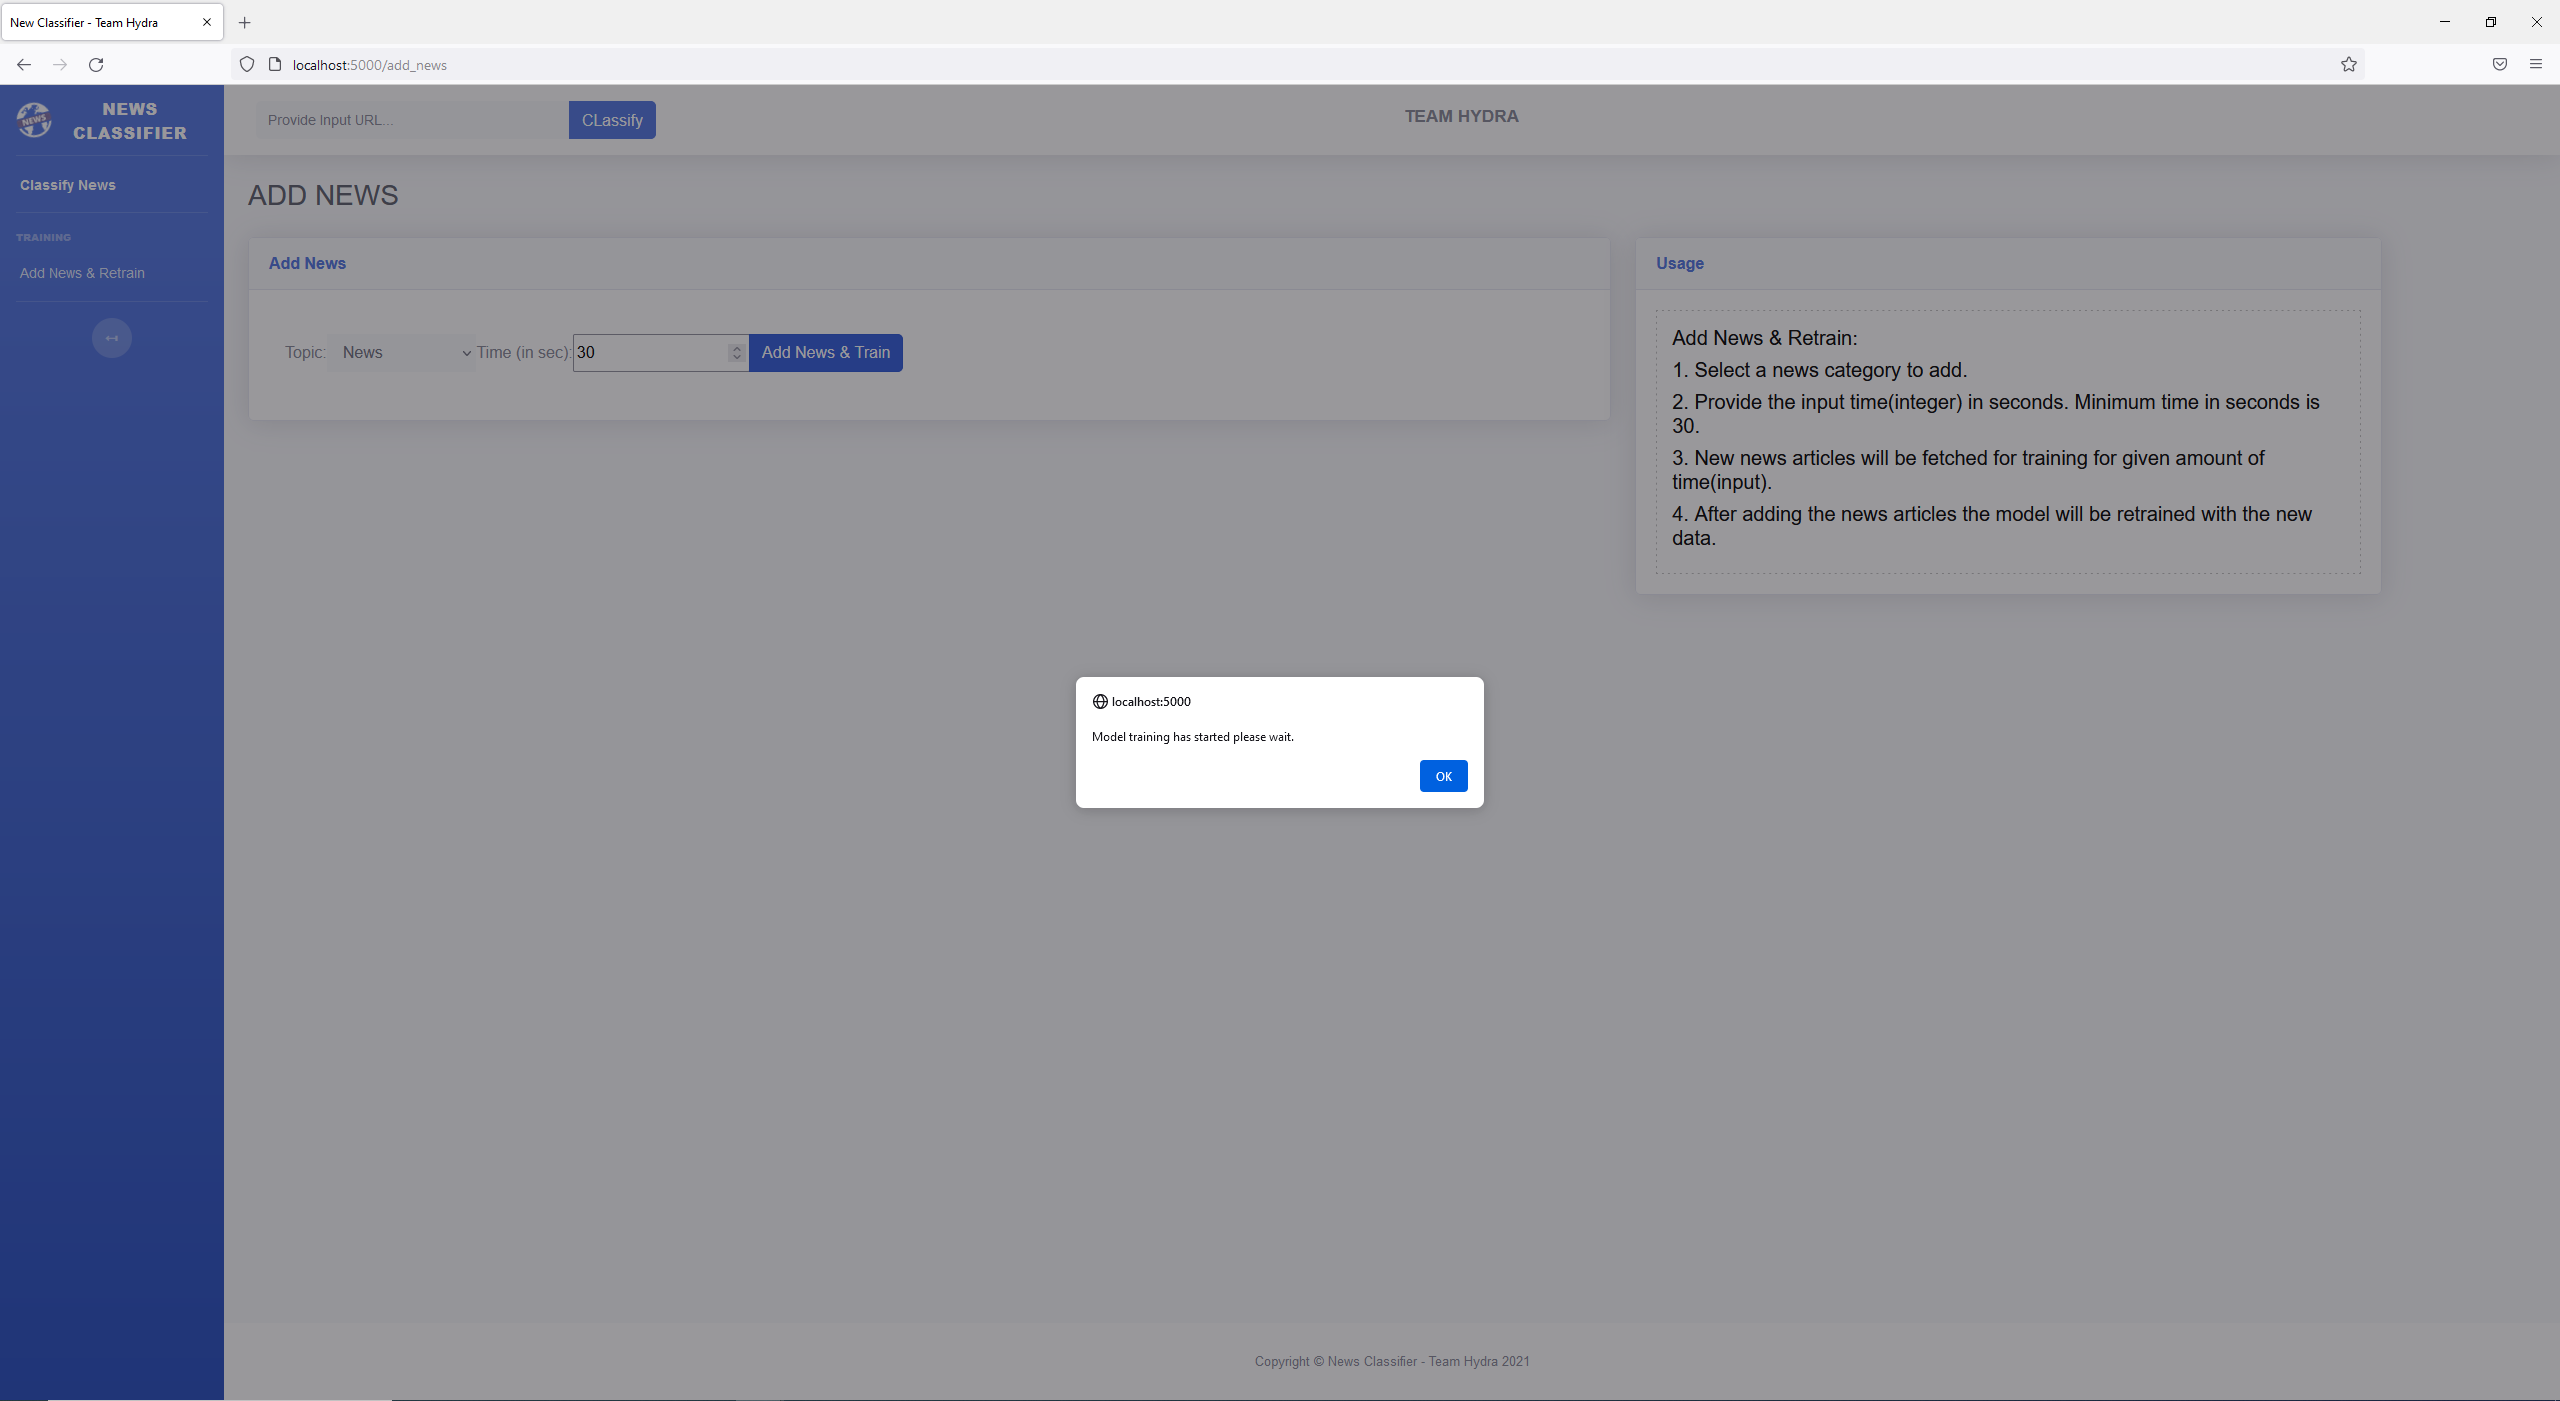 New Classifier - Team Hydra
localhost:5000/add_news
NEWS
NEWS
CLASSIFIER
Provide Input URL...
CLassify
TEAM HYDRA
Classify News
TRAINING
Add News & Retrain
ADD NEWS
Add News
Topic: News Time (in sec): 30 Add News & Train
Usage
Add News & Retrain:
1. Select a news category to add.
2. Provide the input time(integer) in seconds. Minimum time in seconds is
30.
3. New news articles will be fetched for training for given amount of
time(input).
4. After adding the news articles the model will be retrained with the new
data.
localhost:5000
Model training has started please wait.
OK
Copyright © News Classifier - Team Hydra 2021